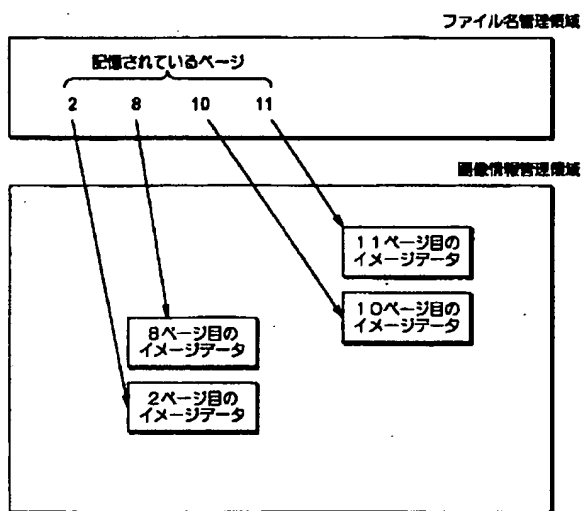 ファイル名管理領域
記憶されているページ
2 8 10 11
画像情報管理領域
11ページ目の
イメージデータ
10ページ目の
イメージデータ
8ページ目の
イメージデータ
2ページ目の
イメージデータ